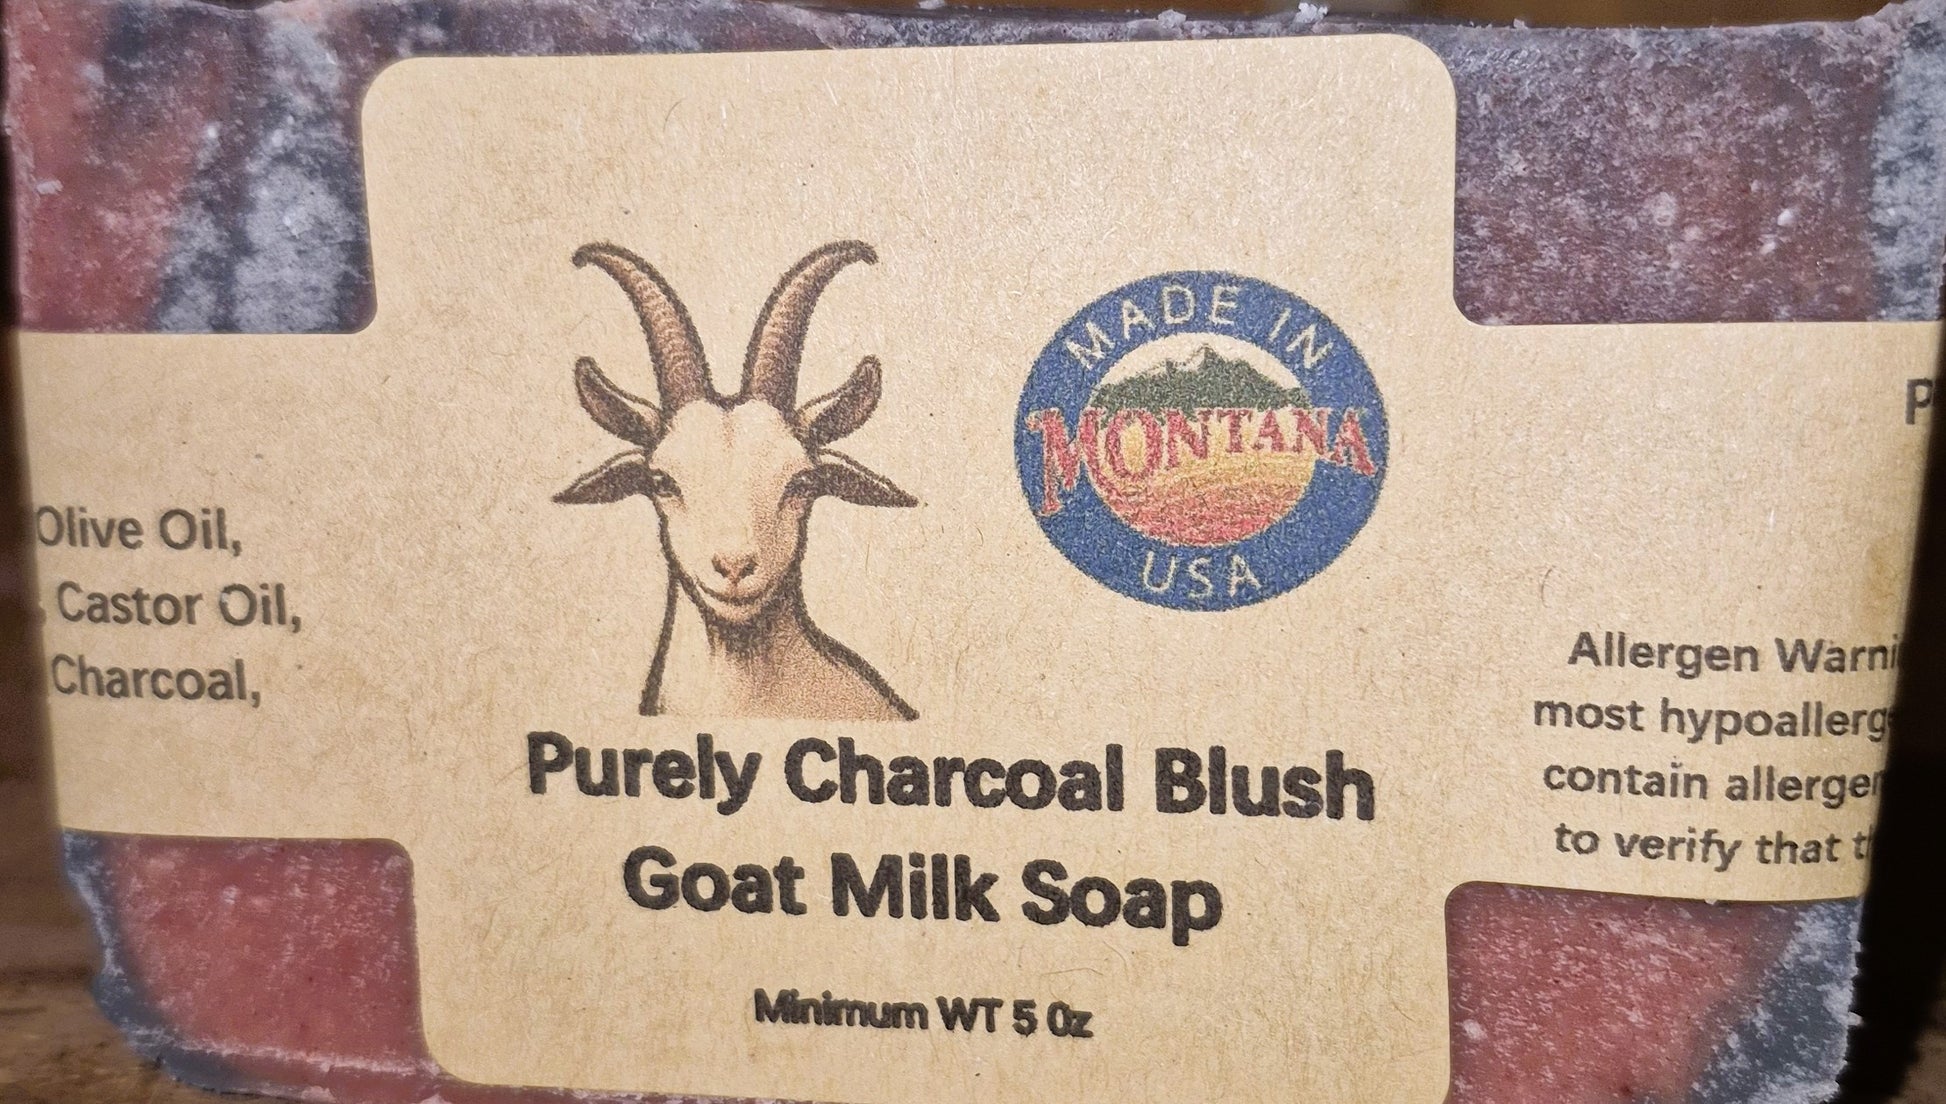 Olive Oil,
Castor Oil,
Charcoal,
MADE IN
MONTANA
USA
Purely Charcoal Blush
Goat Milk Soap
Minimum WT 5 Oz
P
Allergen Warni
most hypoallerg
contain allerger
to verify that t